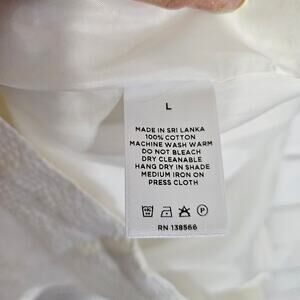 L
MADE IN SRI LANKA
100% COTTON
MACHINE WASH WARM
DO NOT BLEACH
DRY CLEANABLE
HANG DRY IN SHADE
MEDIUM IRON ON
PRESS CLOTH
P
RN 138566